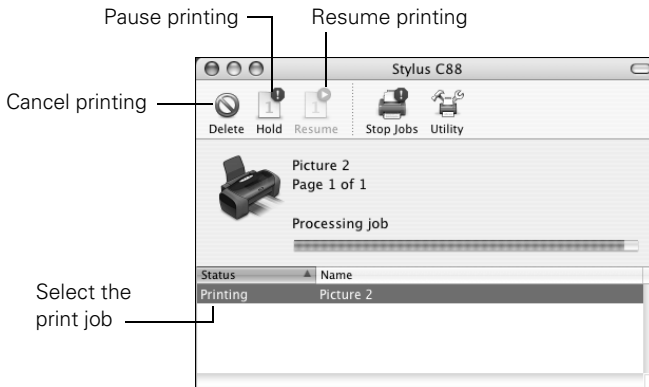 Pause printing
Resume printing
Stylus C88
Cancel printing
Delete Hold Resume Stop Jobs Utility
Picture 2
Page 1 of 1
Processing job
Status Name
Select the
print job
Printing Picture 2